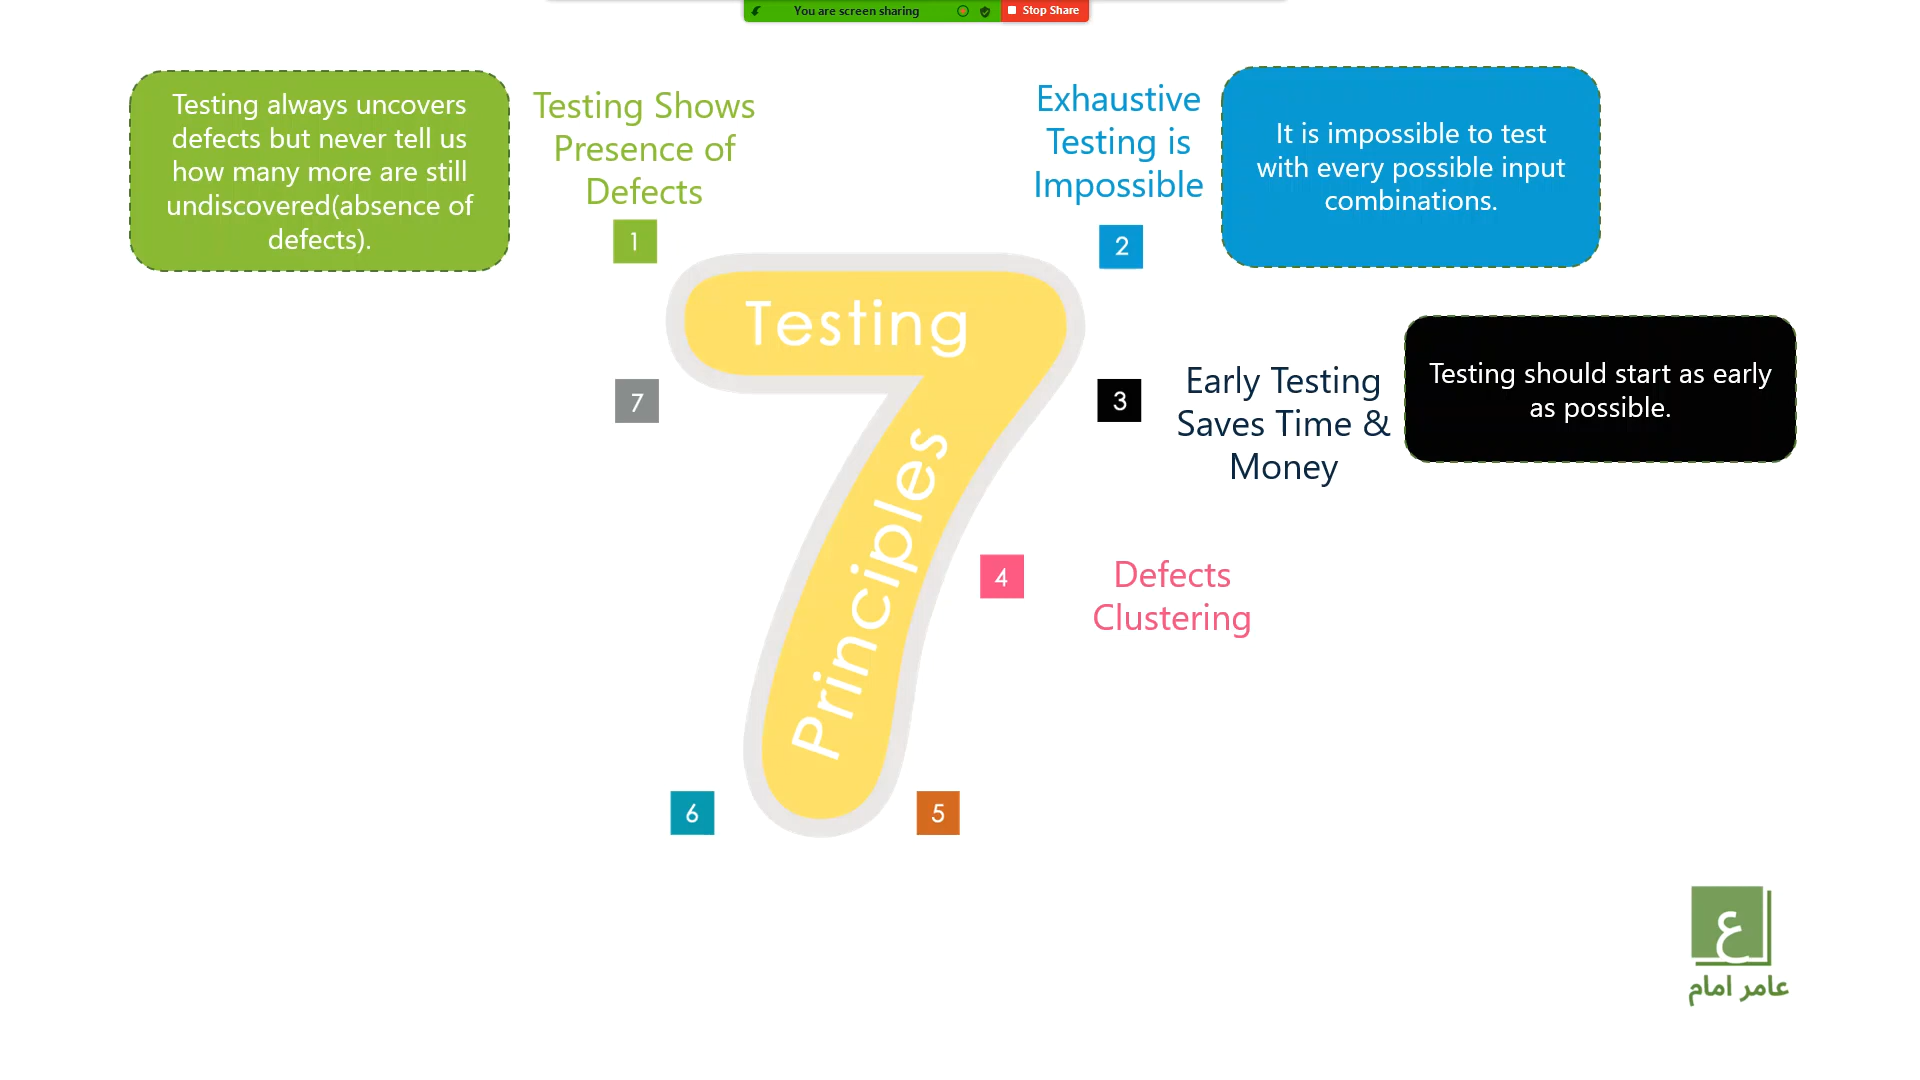 You are screen sharing
Stop Share
Testing always uncovers
defects but never tell us
how many more are still
undiscovered(absence of
defects).
Testing Shows
Presence of
Defects
1
Exhaustive
Testing is
Impossible
2
It is impossible to test
with every possible input
combinations.
Testing
Principles
7
3
Early Testing
Saves Time &
Money
Testing should start as early
as possible.
4
Defects
Clustering
6
5
ع
عامر امام